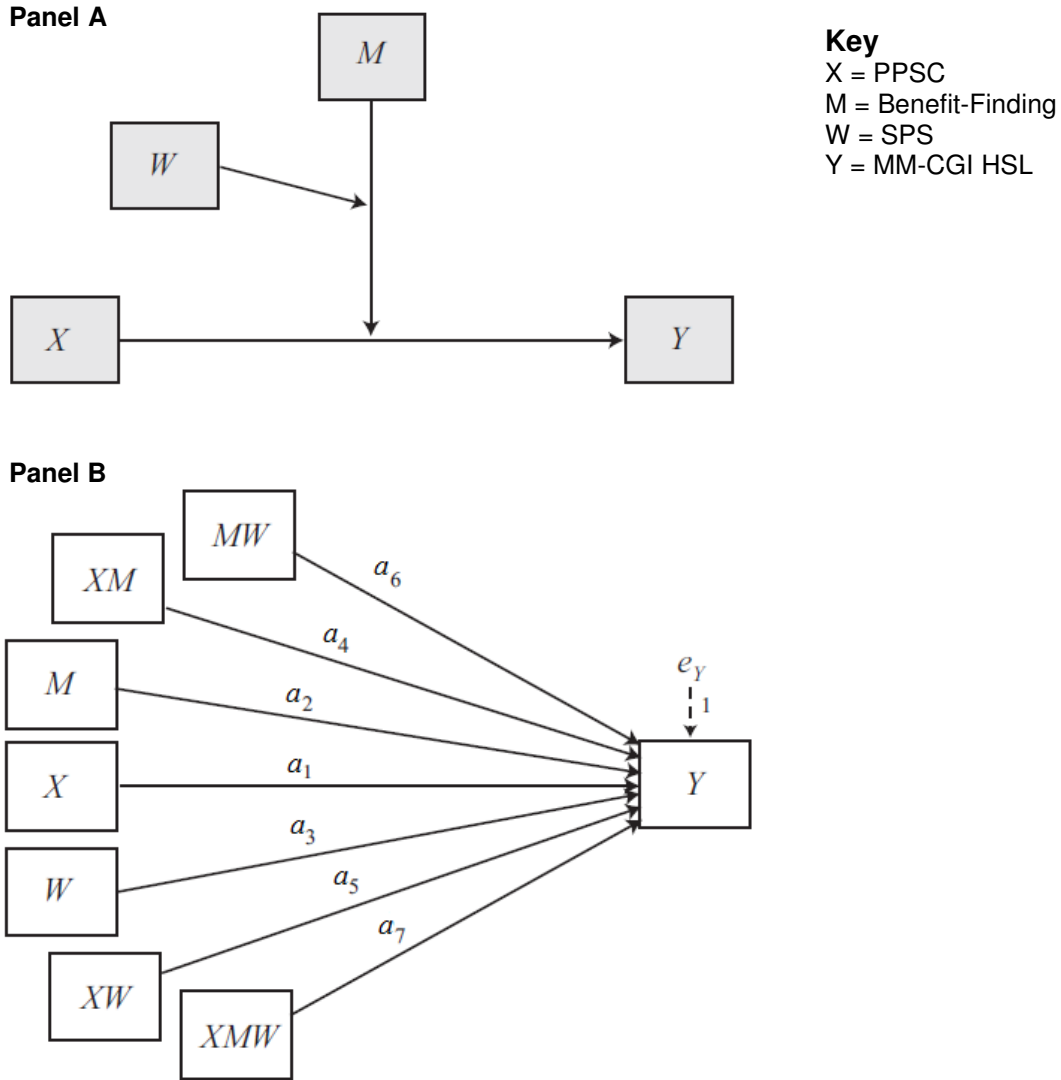 Panel A
M
W
X
Y
Key
X = PPSC
M = Benefit-Finding
W = SPS
Y = MM-CGI HSL
Panel B
MW
XM
M
X
W
XW
XMW
a6
a4
a2
a1
a3
a5
a7
eY
1
Y